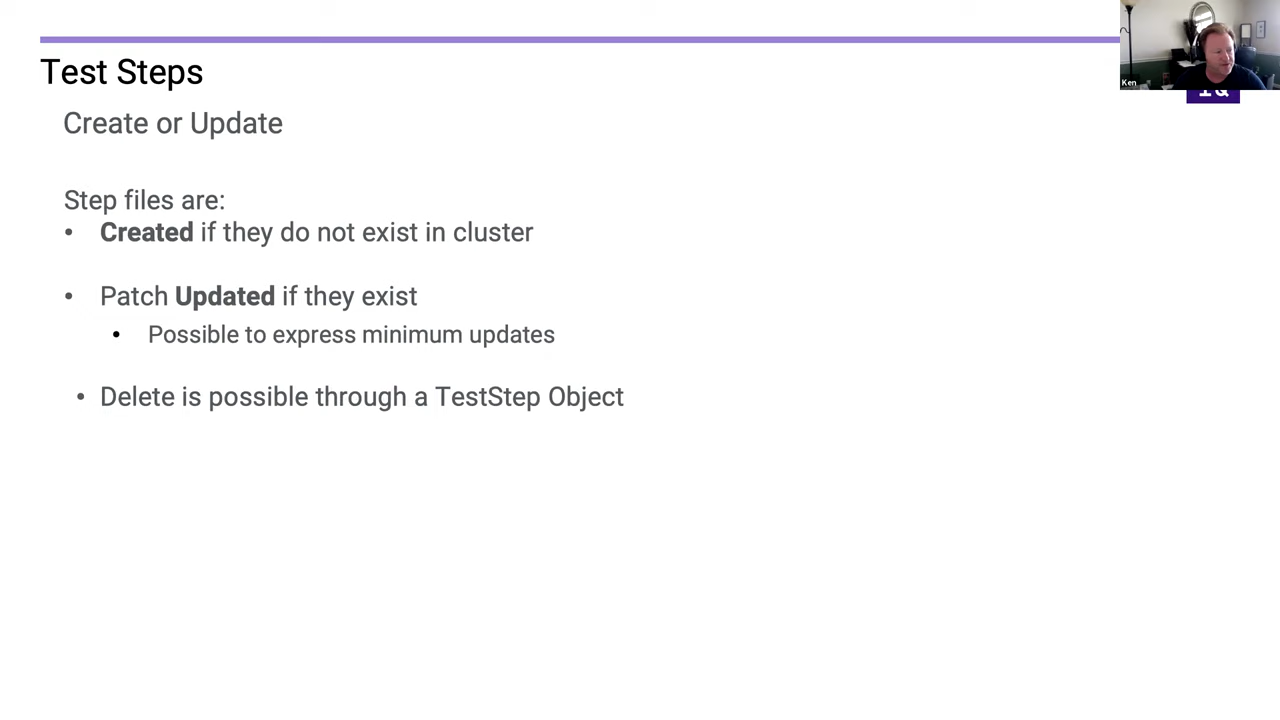 Test Steps
Create or Update
Step files are:
• Created if they do not exist in cluster
• Patch Updated if they exist
• Possible to express minimum updates
• Delete is possible through a TestStep Object
Ken